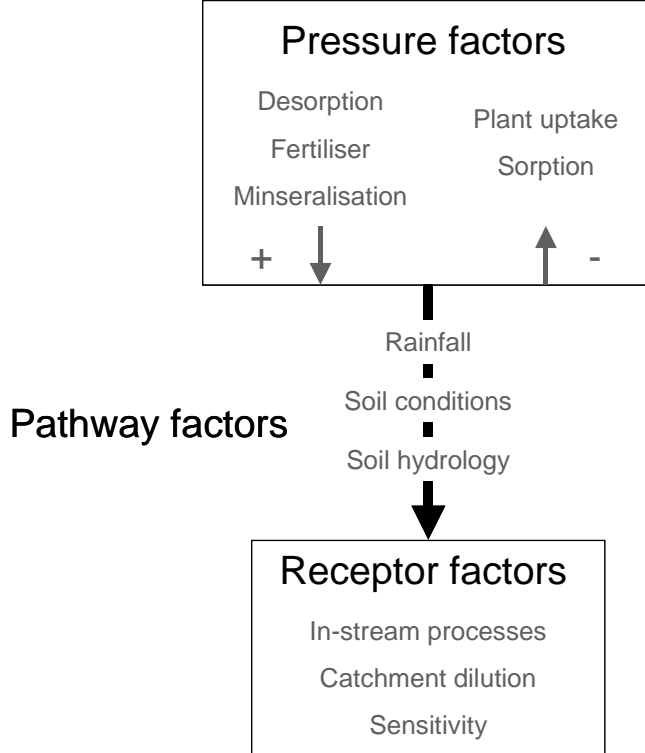 Pressure factors
Desorption
Fertiliser
Minseralisation
Plant uptake
Sorption
+
-
Rainfall
Soil conditions
Soil hydrology
Pathway factors
Receptor factors
In-stream processes
Catchment dilution
Sensitivity